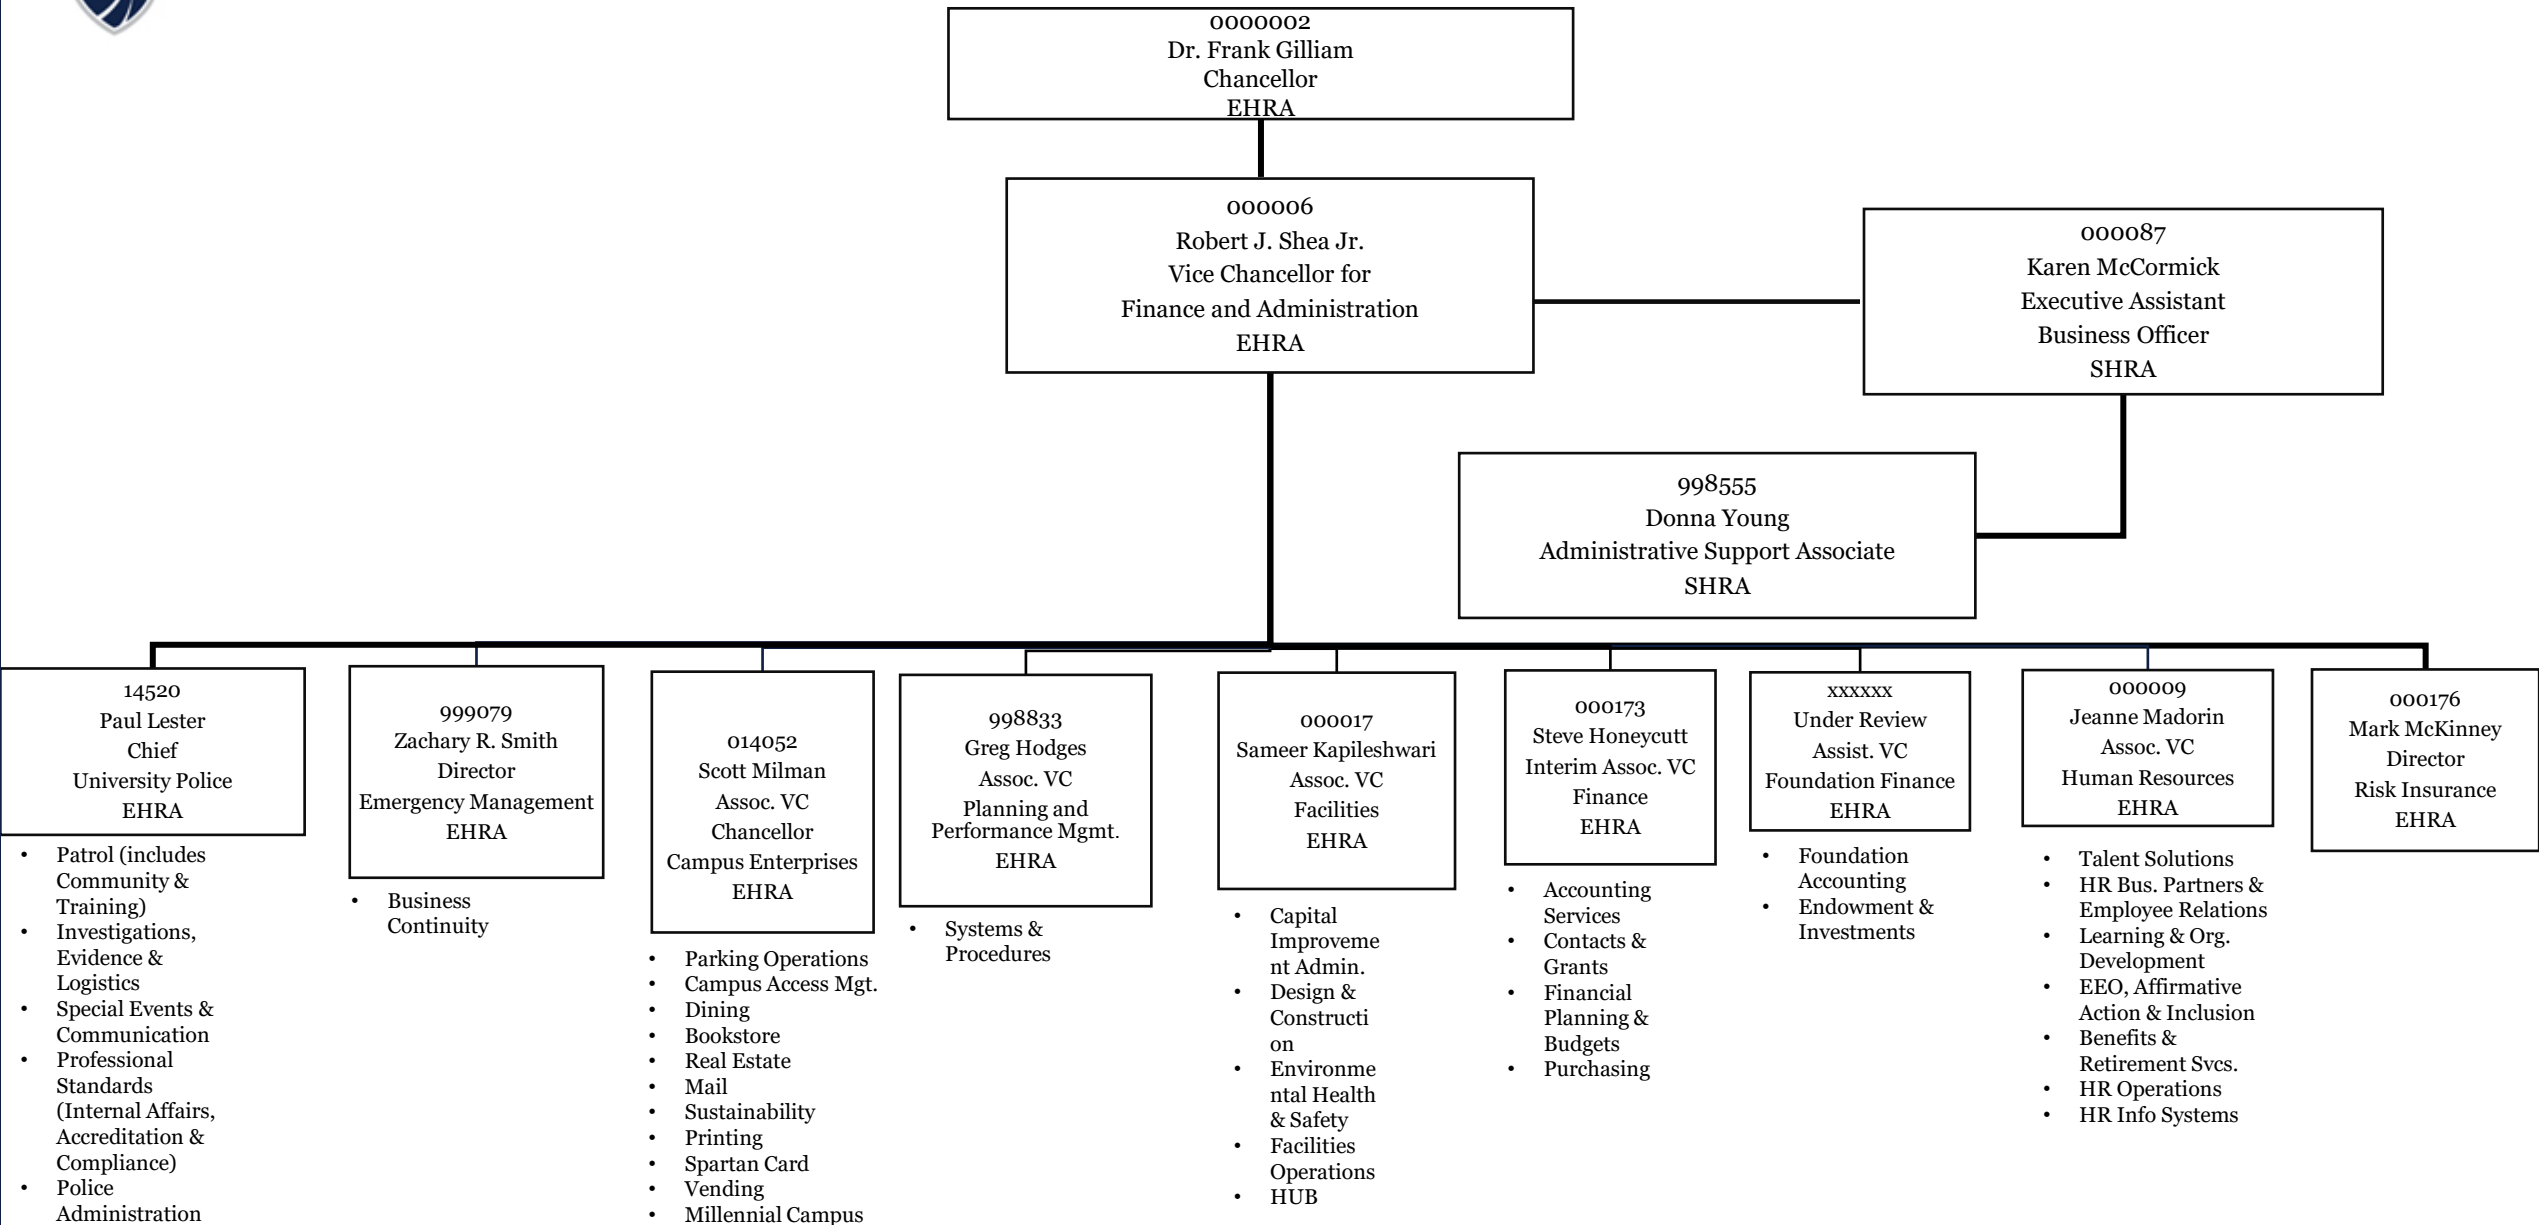 0000002
Dr. Frank Gilliam
Chancellor
EHRA
000006
Robert J. Shea Jr.
Vice Chancellor for
Finance and Administration
EHRA
000087
Karen McCormick
Executive Assistant
Business Officer
SHRA
998555
Donna Young
Administrative Support Associate
SHRA
14520
Paul Lester
Chief
University Police
EHRA
• Patrol (includes
Community &
Training)
• Investigations,
Evidence &
Logistics
• Special Events &
Communication
• Professional
Standards
(Internal Affairs,
Accreditation &
Compliance)
• Police
Administration
999079
Zachary R. Smith
Director
Emergency Management
EHRA
• Business
Continuity
014052
Scott Milman
Assoc. VC
Chancellor
Campus Enterprises
EHRA
• Parking Operations
• Campus Access Mgt.
• Dining
• Bookstore
• Real Estate
• Mail
• Sustainability
• Printing
• Spartan Card
• Vending
• Millennial Campus
998833
Greg Hodges
Assoc. VC
Planning and
Performance Mgmt.
EHRA
• Systems &
Procedures
000017
Sameer Kapileshwari
Assoc. VC
Facilities
EHRA
• Capital
Improveme
nt Admin.
• Design &
Constructi
on
• Environme
ntal Health
& Safety
• Facilities
Operations
• HUB
000173
Steve Honeycutt
Interim Assoc. VC
Finance
EHRA
• Accounting
Services
• Contacts &
Grants
• Financial
Planning &
Budgets
• Purchasing
xxxxxx
Under Review
Assist. VC
Foundation Finance
EHRA
• Foundation
Accounting
• Endowment &
Investments
000009
Jeanne Madorin
Assoc. VC
Human Resources
EHRA
• Talent Solutions
• HR Bus. Partners &
Employee Relations
• Learning & Org.
Development
• EEO, Affirmative
Action & Inclusion
• Benefits &
Retirement Svcs.
• HR Operations
• HR Info Systems
000176
Mark McKinney
Director
Risk Insurance
EHRA